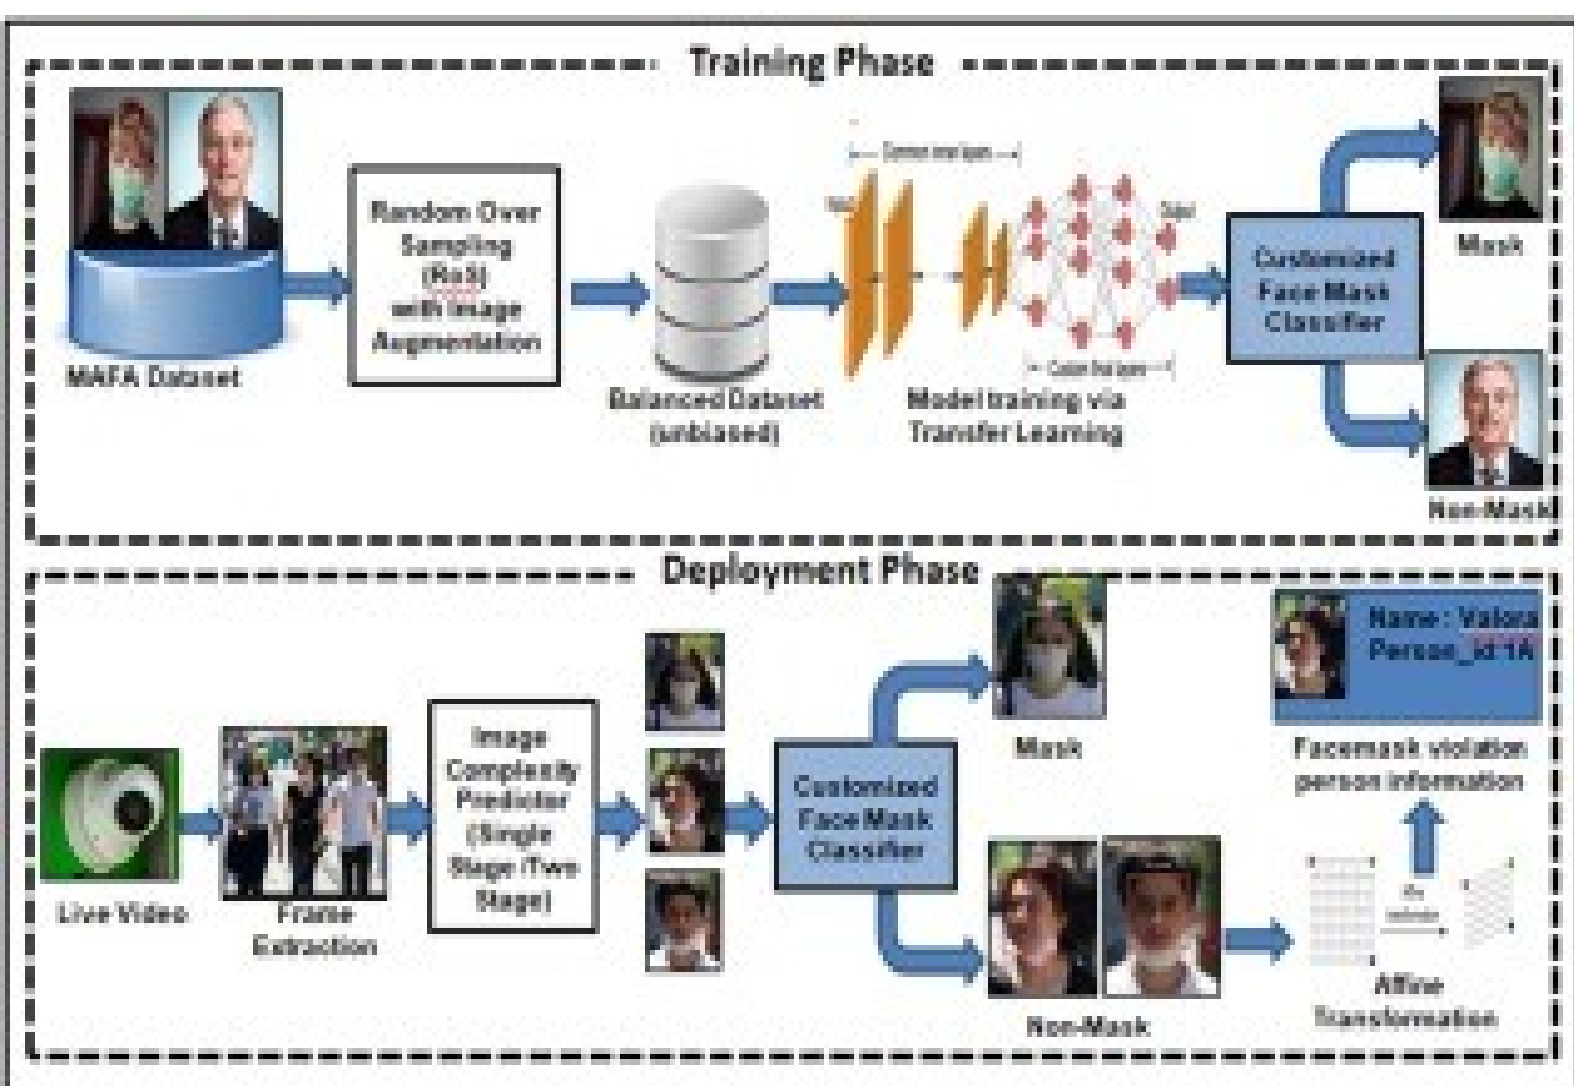 Training Phase
Random Over
Sampling
(RoS)
with Image
Augmentation
MAFA Dataset
Balanced Dataset
(unbiased)
Model training via
Transfer Learning
Customized
Face Mask
Classifier
Mask
Non-Mask
Deployment Phase
Live Video
Frame
Extraction
Image
Complexity
Predictor
(Single
Stage /Two
Stage)
Customized
Face Mask
Classifier
Mask
Non-Mask
Name : Valora
Person_id 1A
Facemask violation
person information
Affine
Transformation